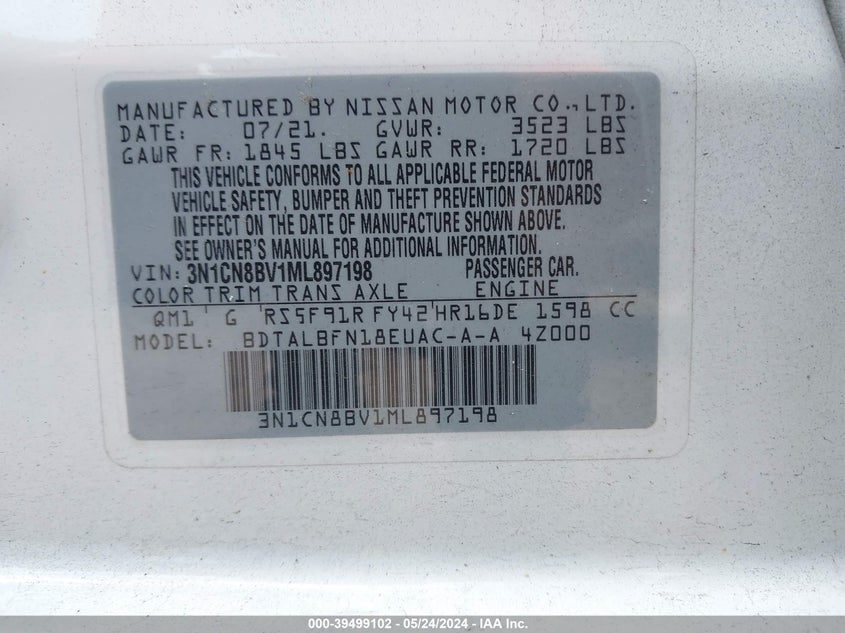 MANUFACTURED BY NISSAN MOTOR CO.,LTD.
DATE: 07/21. GVWR: 3523 LBS
GAWR FR: 1845 LBS GAWR RR: 1720 LBS
THIS VEHICLE CONFORMS TO ALL APPLICABLE FEDERAL MOTOR
VEHICLE SAFETY, BUMPER AND THEFT PREVENTION STANDARDS
IN EFFECT ON THE DATE OF MANUFACTURE SHOWN ABOVE.
SEE OWNER'S MANUAL FOR ADDITIONAL INFORMATION.
VIN: 3N1CN8BV1ML897198 PASSENGER CAR.
COLOR TRIM TRANS AXLE ENGINE
QM1 G RS5F91R FY42 HR16DE 1598 CC
MODEL: BDTALBFN18EUAC-A-A 4Z000
3N1CN8BV1ML897198
000-39499102 - 05/24/2024 - IAA Inc.